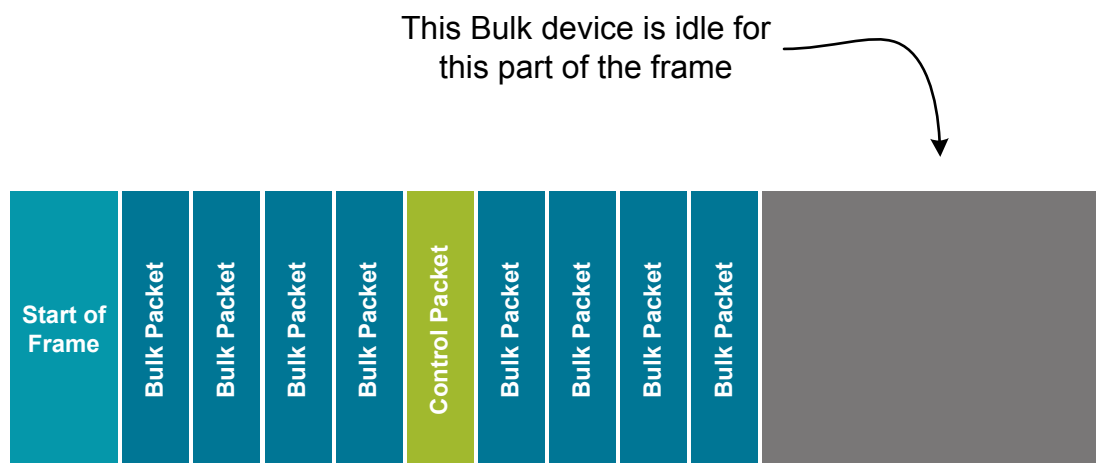 This Bulk device is idle for
this part of the frame
Start of
Frame
Bulk Packet
Bulk Packet
Bulk Packet
Bulk Packet
Control Packet
Bulk Packet
Bulk Packet
Bulk Packet
Bulk Packet